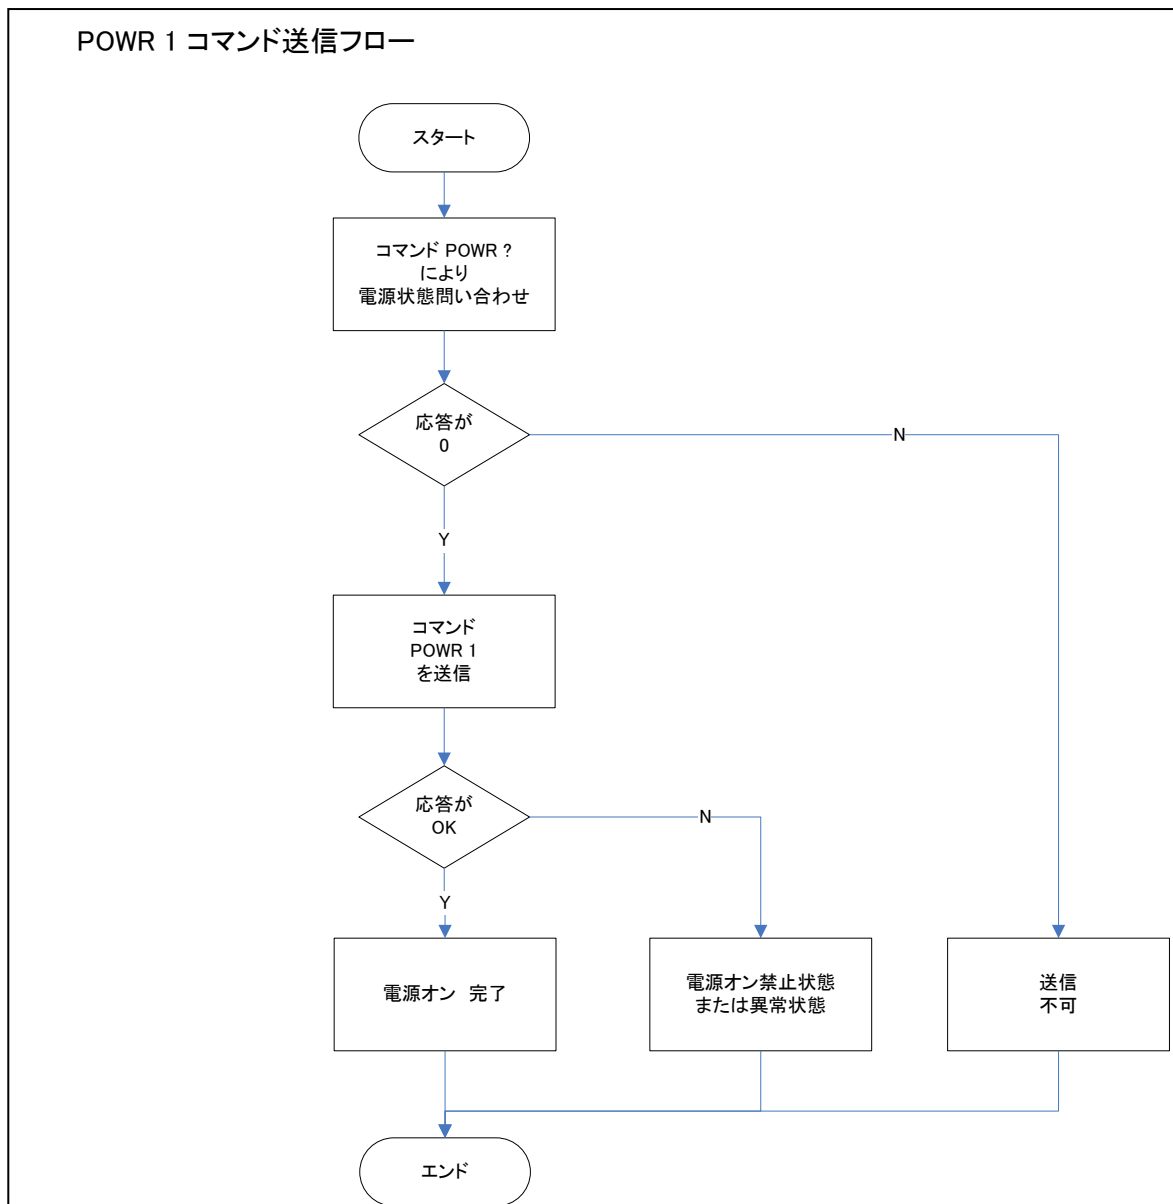 POWR 1 コマンド送信フロー
スタート
コマンド POWR ?
により
電源状態問い合わせ
応答が
0
N
Y
コマンド
POWR 1
を送信
応答が
OK
N
Y
電源オン 完了
電源オン禁止状態
または異常状態
送信
不可
エンド